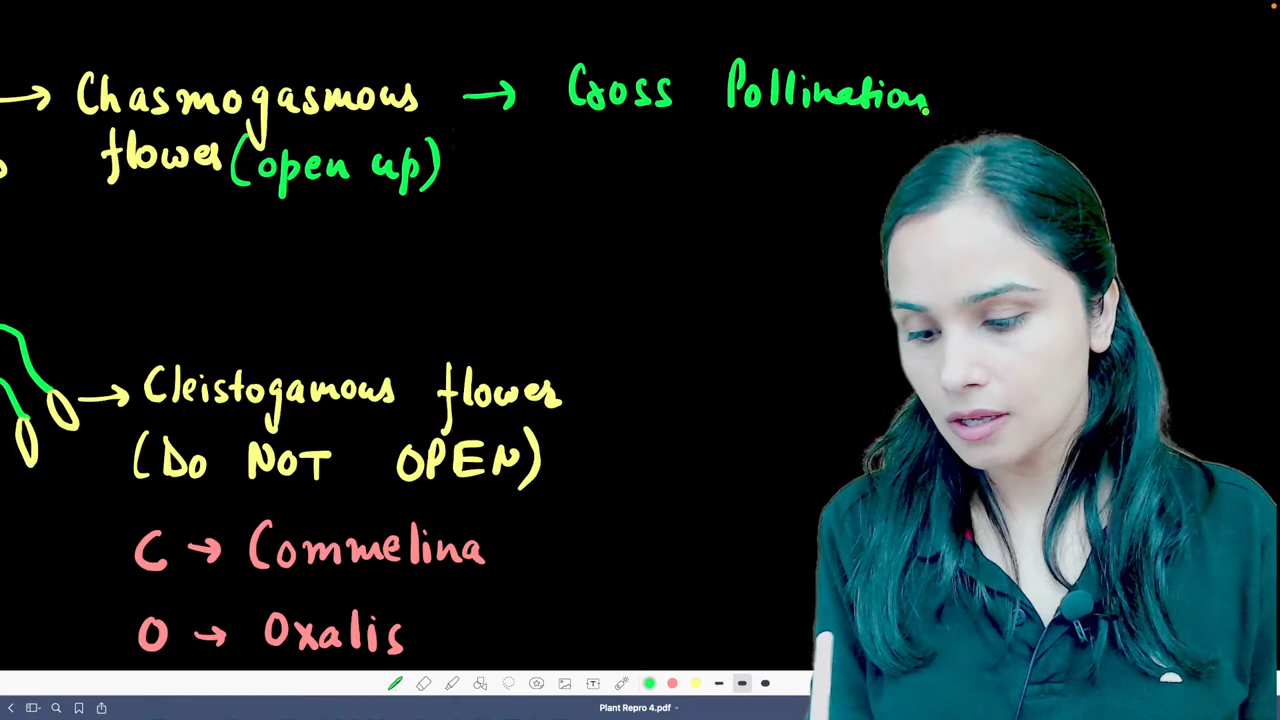 → Chasmogasmous → Cross Pollination
flower (open up)
→ Cleistogamous flower
(DO NOT OPEN)
C → Commelina
O → Oxalis
Plant Repro 4.pdf